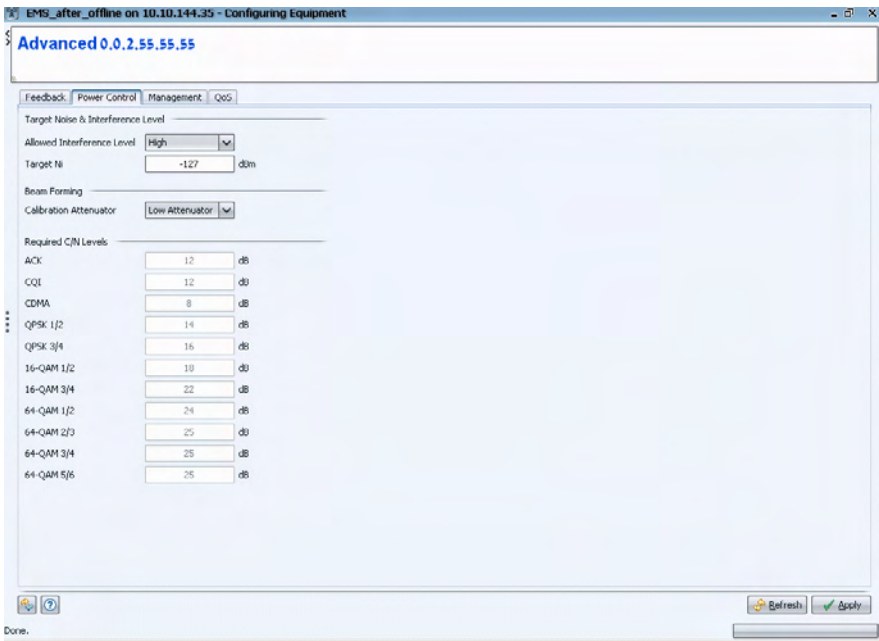 EMS_after_offline on 10.10.144.35 - Configuring Equipment
Advanced 0.0.2.55.55.55
Feedback Power Control Management QoS
Target Noise & Interference Level
Allowed Interference Level High
Target Ni -127 dBm
Beam Forming
Calibration Attenuator Low Attenuator
Required C/N Levels
ACK 12 dB
CQI 12 dB
CDMA 8 dB
QPSK 1/2 14 dB
QPSK 3/4 16 dB
16-QAM 1/2 18 dB
16-QAM 3/4 22 dB
64-QAM 1/2 24 dB
64-QAM 2/3 25 dB
64-QAM 3/4 25 dB
64-QAM 5/6 25 dB
Refresh Apply
Done.